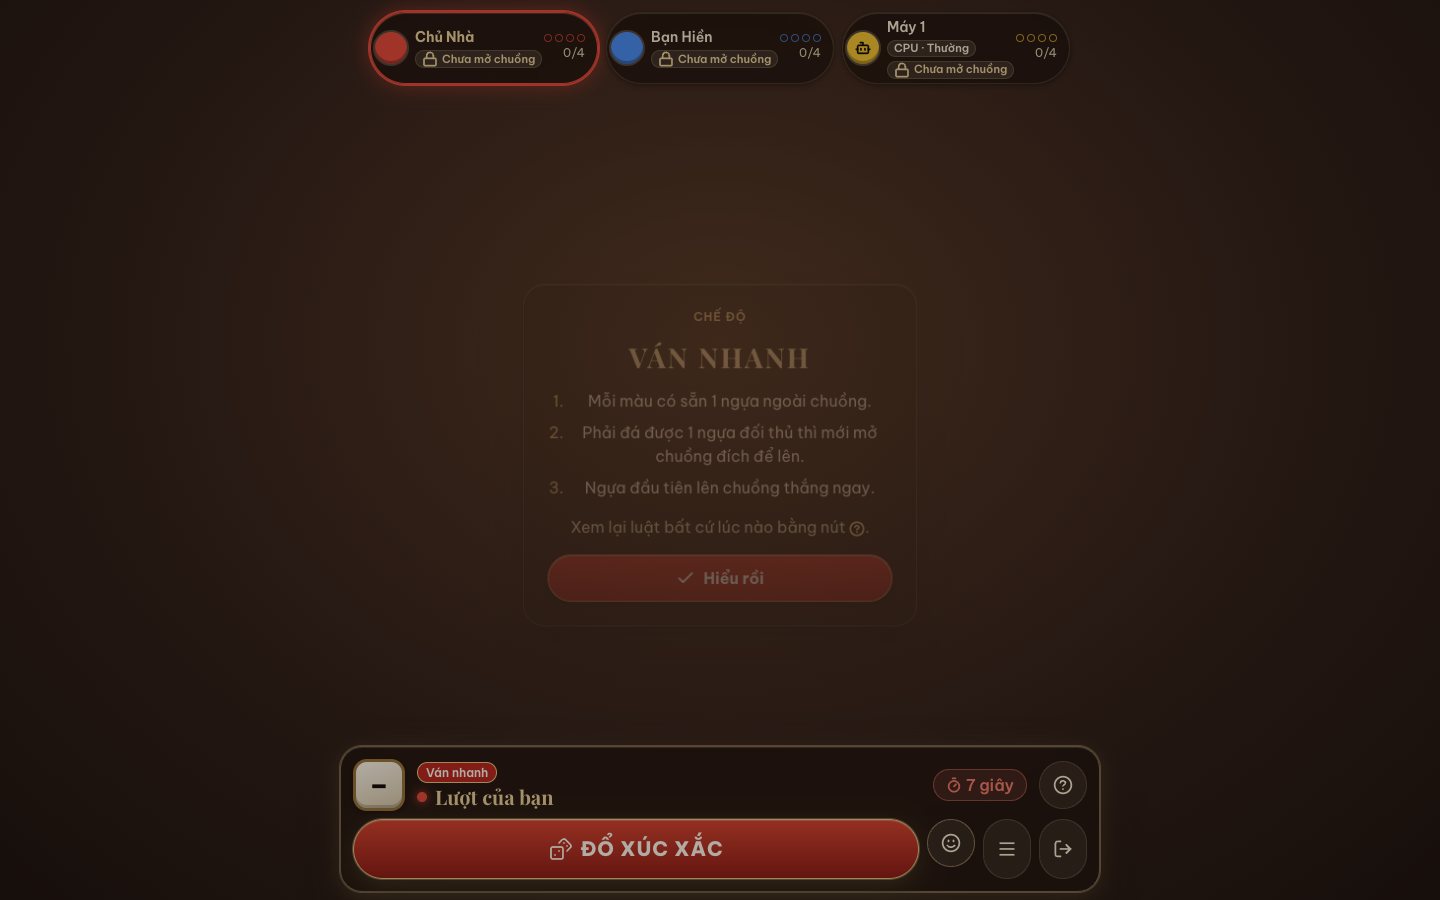 Chủ Nhà
Chưa mở chuồng
0/4
Bạn Hiền
Chưa mở chuồng
0/4
Máy 1
CPU · Thường
Chưa mở chuồng
0/4
CHẾ ĐỘ
VÁN NHANH
1. Mỗi màu có sẵn 1 ngựa ngoài chuồng.
2. Phải đá được 1 ngựa đối thủ thì mới mở
chuồng đích để lên.
3. Ngựa đầu tiên lên chuồng thắng ngay.
Xem lại luật bất cứ lúc nào bằng nút ?.
Hiểu rồi
–
Ván nhanh
Lượt của bạn
7 giây
ĐỔ XÚC XẮC